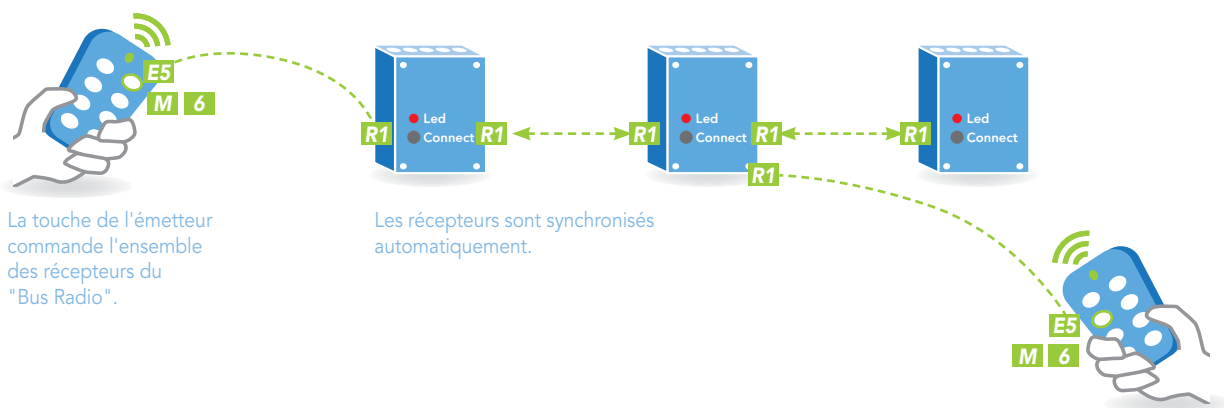 E5
M 6
R1
Led
Connect
R1
R1
Led
Connect
R1
R1
R1
Led
Connect
La touche de l'émetteur
commande l'ensemble
des récepteurs du
"Bus Radio".
Les récepteurs sont synchronisés
automatiquement.
E5
M 6